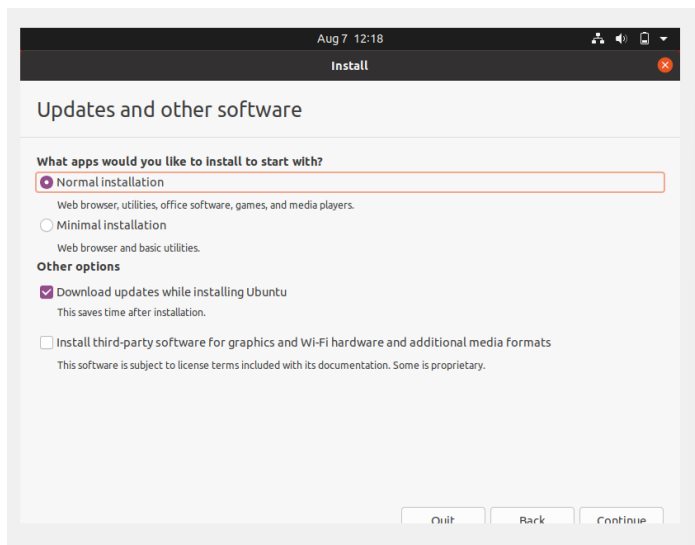 Aug 7 12:18
Install
Updates and other software
What apps would you like to install to start with?
Normal installation
Web browser, utilities, office software, games, and media players.
Minimal installation
Web browser and basic utilities.
Other options
Download updates while installing Ubuntu
This saves time after installation.
Install third-party software for graphics and Wi-Fi hardware and additional media formats
This software is subject to license terms included with its documentation. Some is proprietary.
Quit Back Continue